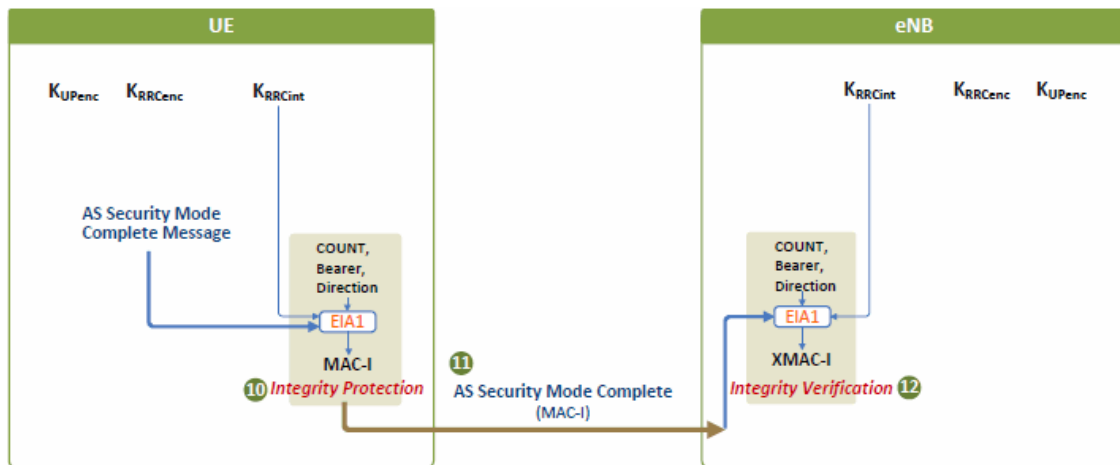 UE
eNB
KUPenc KRRCenc KRRCint
KRRCint KRRCenc KUPenc
AS Security Mode
Complete Message
COUNT,
Bearer,
Direction
EIA1
MAC-I
10 Integrity Protection
11
AS Security Mode Complete
(MAC-I)
COUNT,
Bearer,
Direction
EIA1
XMAC-I
Integrity Verification 12